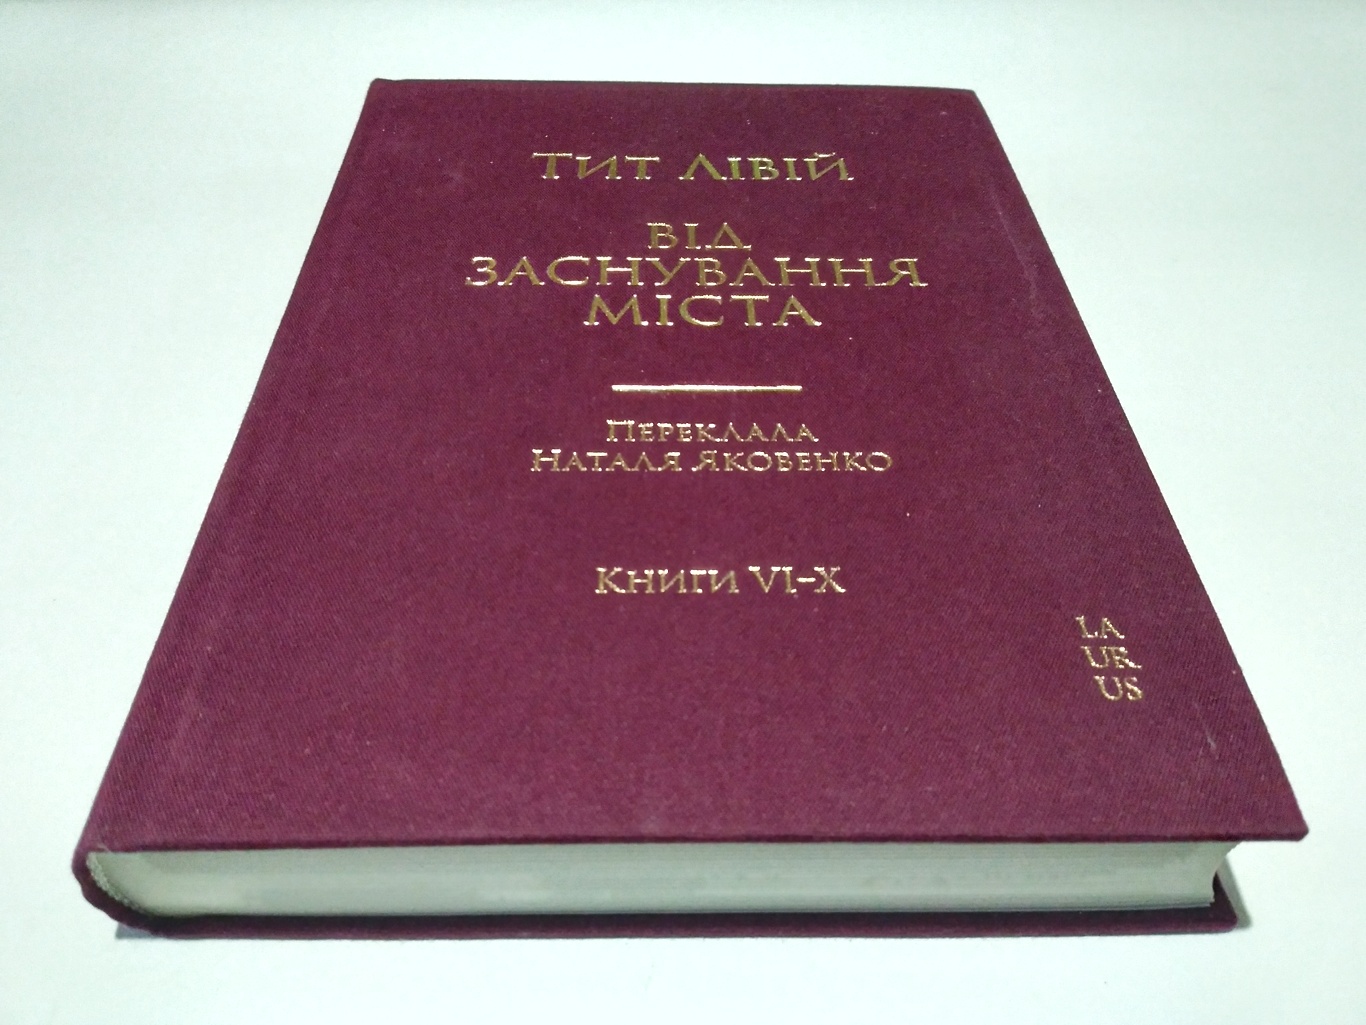 Тит Лівій
Від
заснування
міста
Переклала
Наталя Яковенко
Книги VI–X
LA
UR
US